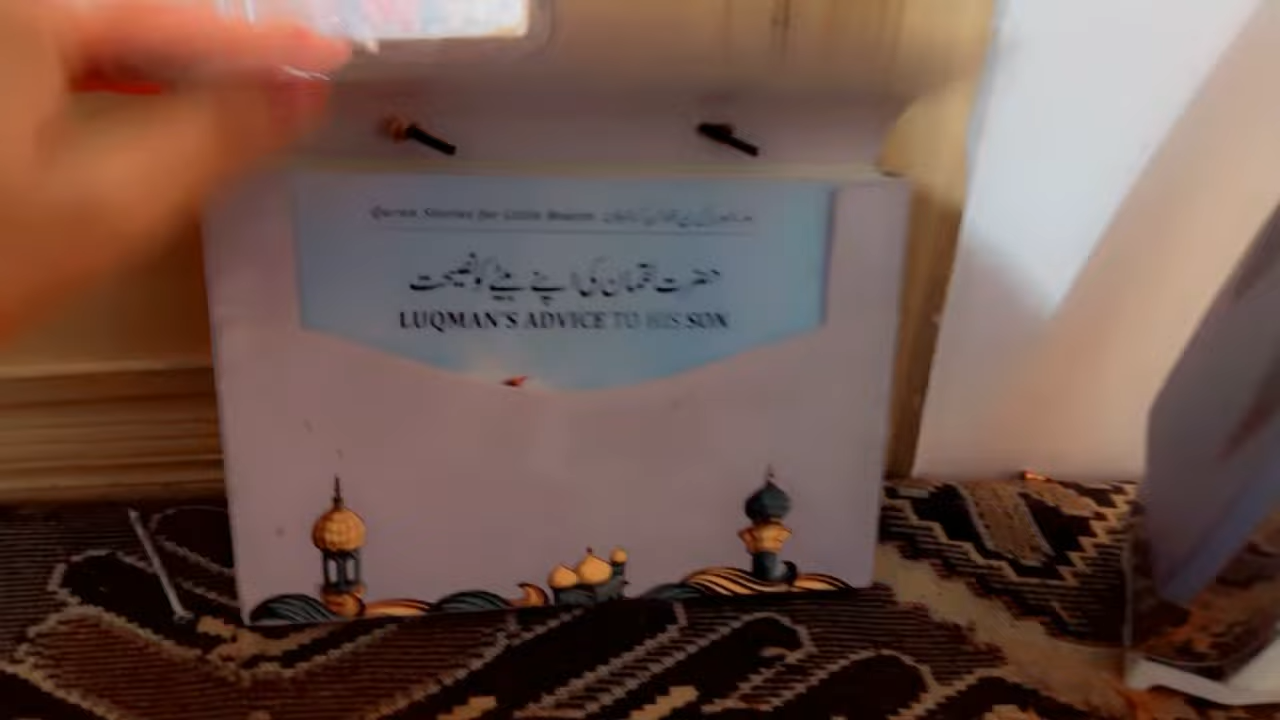 Quran Stories for Little Hearts
حضرت لقمان کی اپنے بیٹے کو نصیحت
LUQMAN'S ADVICE TO HIS SON